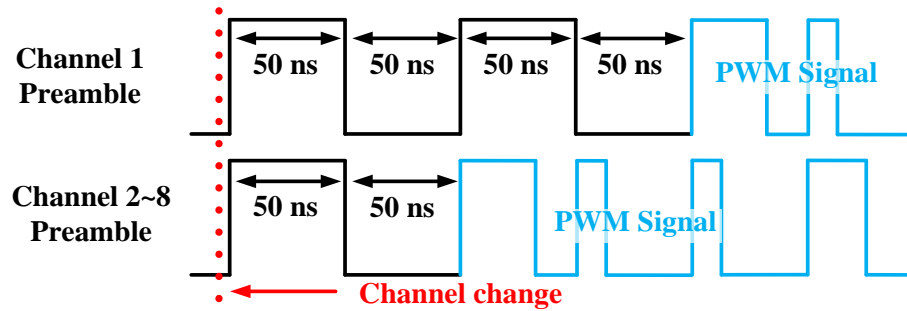 Channel 1
Preamble
50 ns 50 ns 50 ns 50 ns
PWM Signal
Channel 2~8
Preamble
50 ns 50 ns
PWM Signal
Channel change